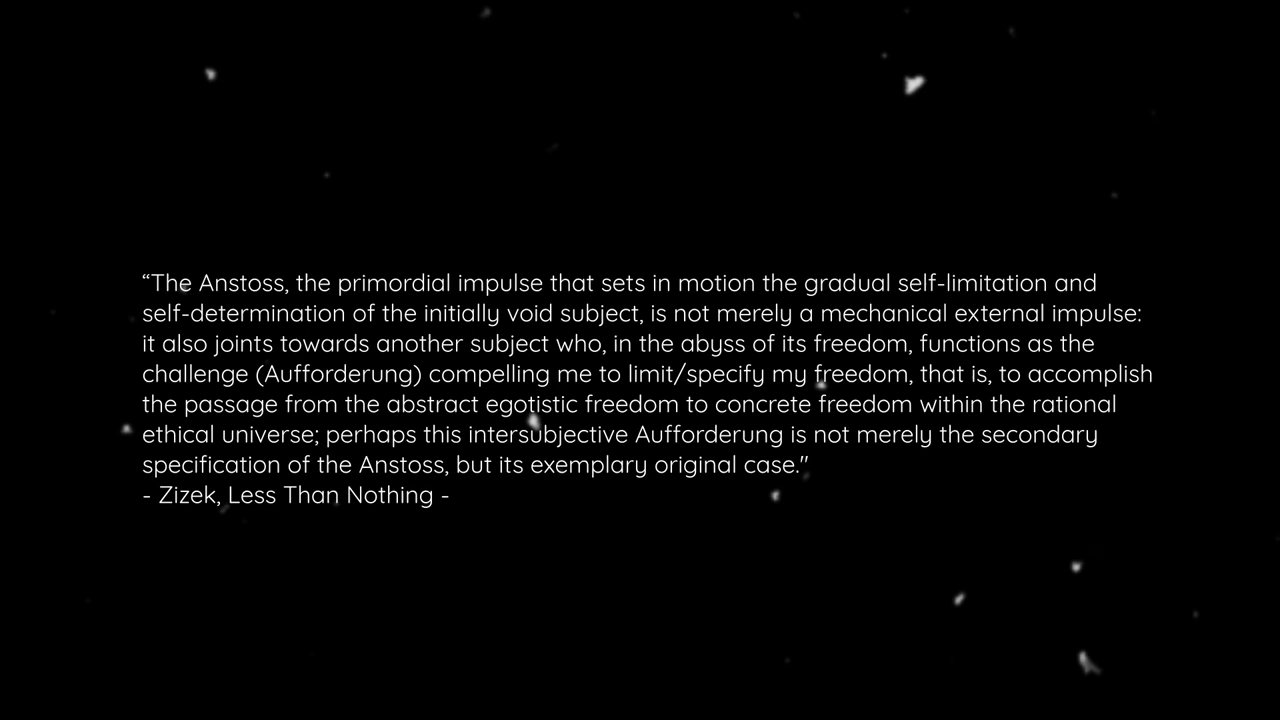 “The Anstoss, the primordial impulse that sets in motion the gradual self-limitation and
self-determination of the initially void subject, is not merely a mechanical external impulse:
it also joints towards another subject who, in the abyss of its freedom, functions as the
challenge (Aufforderung) compelling me to limit/specify my freedom, that is, to accomplish
the passage from the abstract egotistic freedom to concrete freedom within the rational
ethical universe; perhaps this intersubjective Aufforderung is not merely the secondary
specification of the Anstoss, but its exemplary original case."
- Zizek, Less Than Nothing -